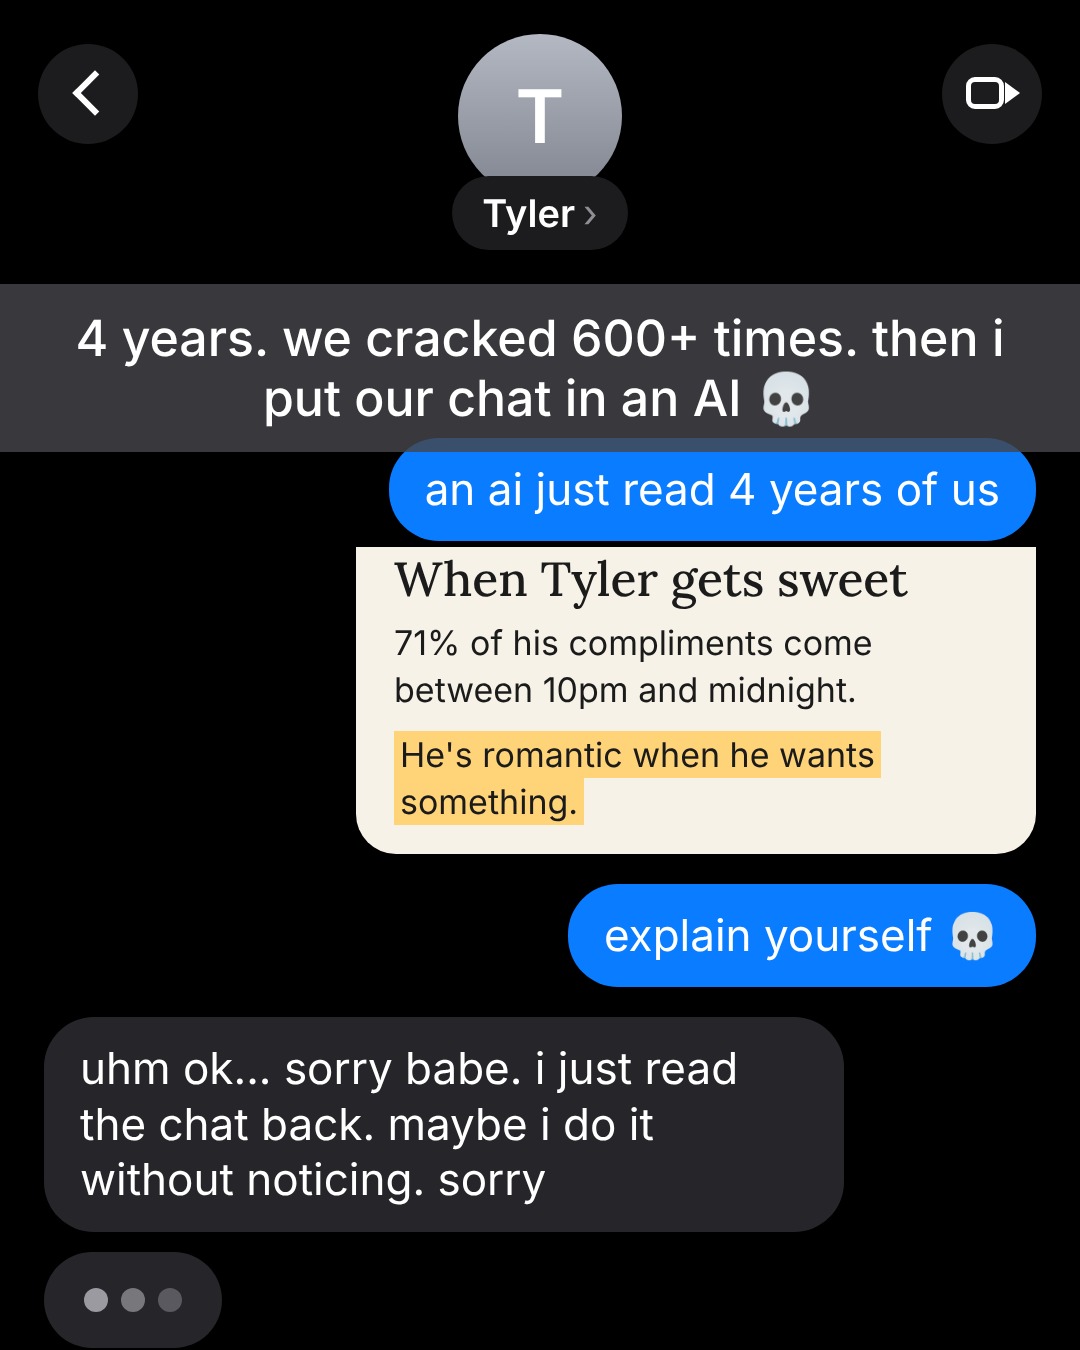 T
Tyler ›
4 years. we cracked 600+ times. then i
put our chat in an AI 💀
an ai just read 4 years of us
When Tyler gets sweet
71% of his compliments come
between 10pm and midnight.
He's romantic when he wants
something.
explain yourself 💀
uhm ok... sorry babe. i just read
the chat back. maybe i do it
without noticing. sorry